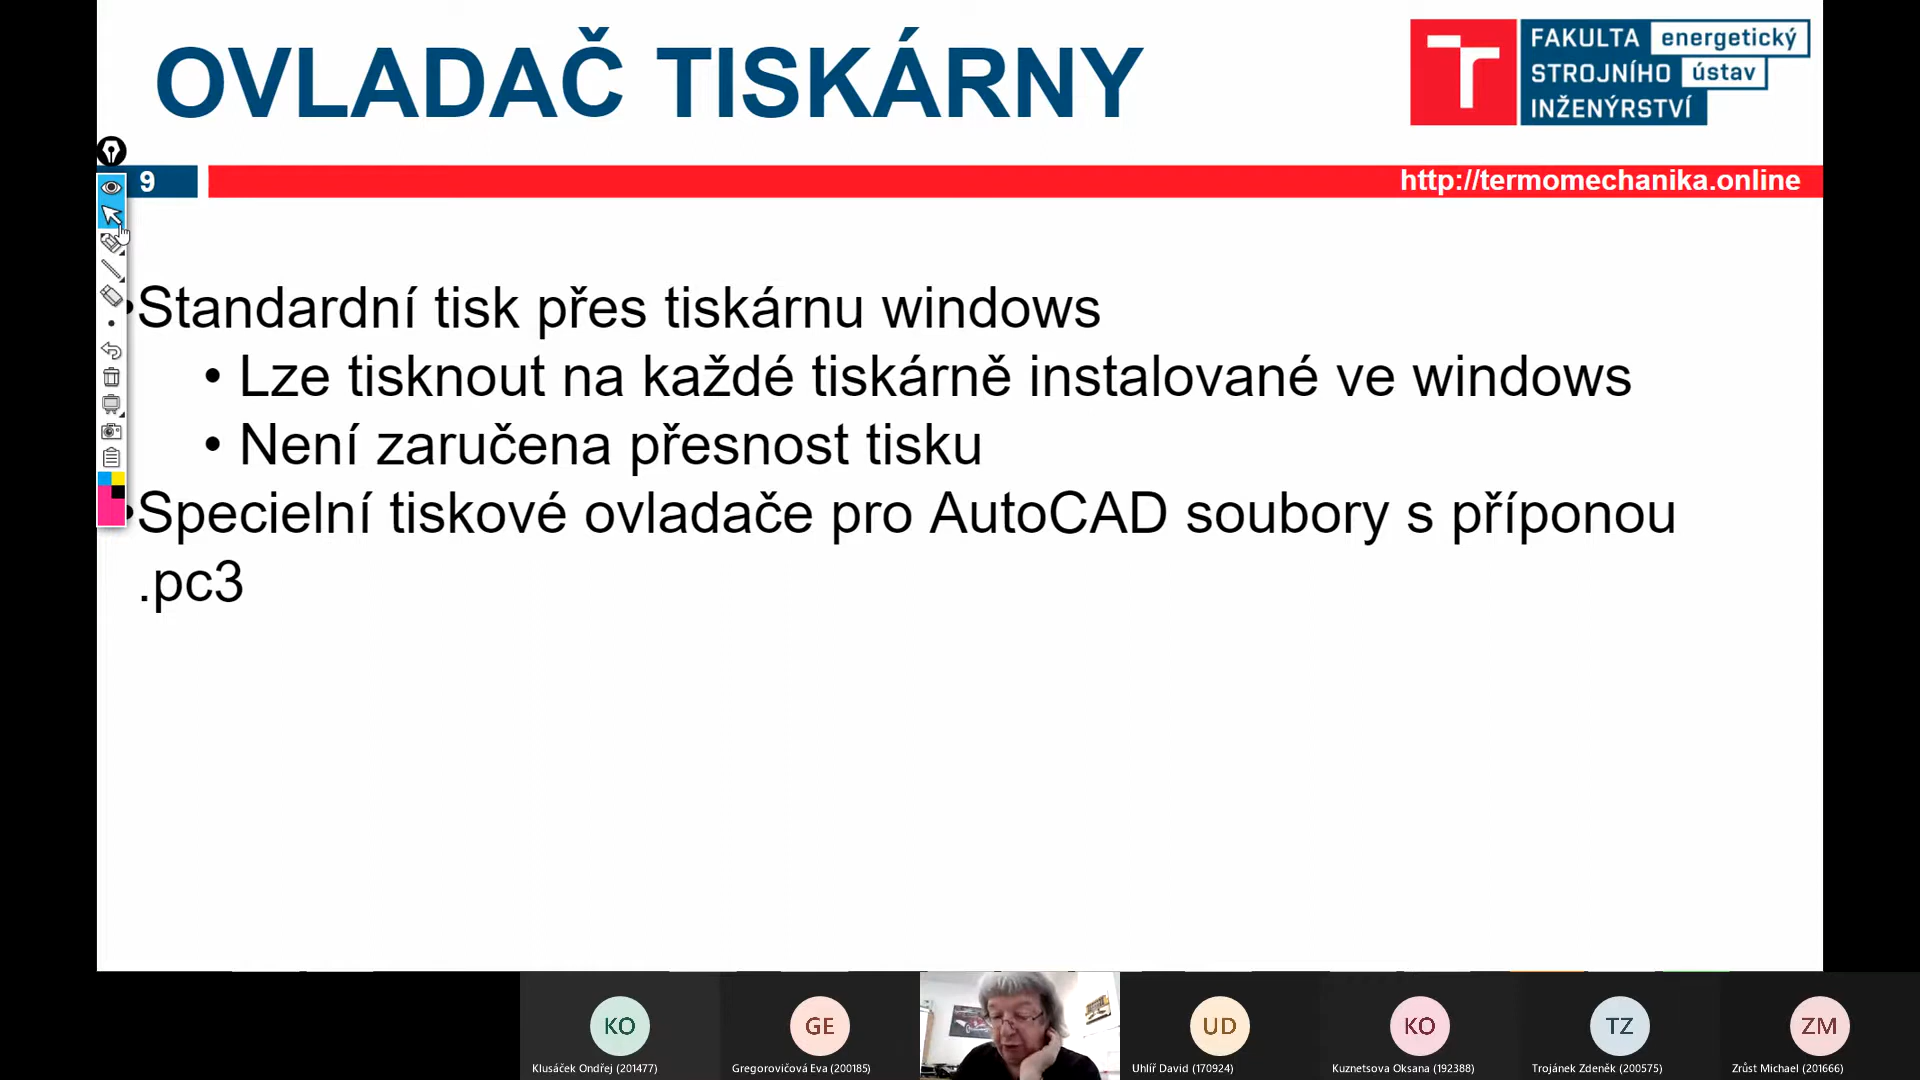 OVLADAČ TISKÁRNY
FAKULTA energetický
STROJNÍHO ústav
INŽENÝRSTVÍ
9
http://termomechanika.online
•Standardní tisk přes tiskárnu windows
• Lze tisknout na každé tiskárně instalované ve windows
• Není zaručena přesnost tisku
•Specielní tiskové ovladače pro AutoCAD soubory s příponou
.pc3
KO
GE
UD
KO
TZ
ZM
Klusáček Ondřej (201477)
Gregorovičová Eva (200185)
Uhlíř David (170924)
Kuznetsova Oksana (192388)
Trojánek Zdeněk (200575)
Zrůst Michael (201666)